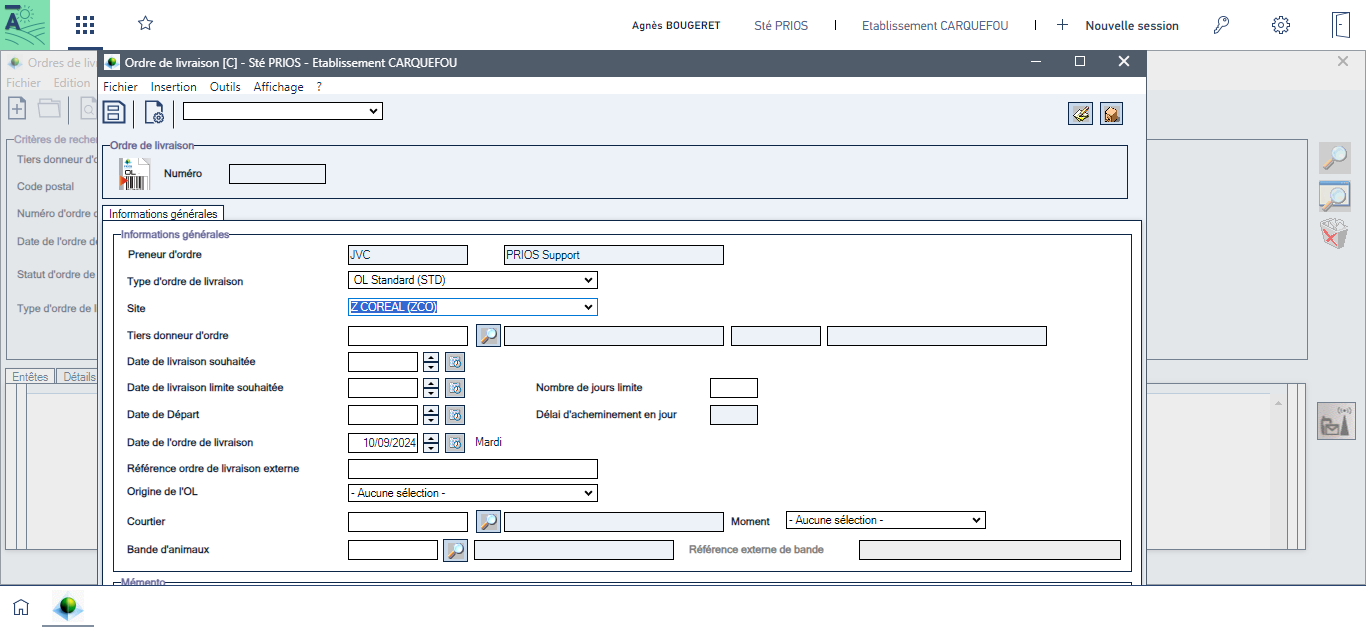 Agnès BOUGERET Sté PRIOS | Etablissement CARQUEFOU | + Nouvelle session
Ordres de liv
Fichier Edition
Critères de recher
Tiers donneur d'o
Code postal
Numéro d'ordre d
Date de l'ordre de
Statut d'ordre de
Type d'ordre de l
Entêtes Détails
Ordre de livraison [C] - Sté PRIOS - Etablissement CARQUEFOU
Fichier Insertion Outils Affichage ?
Ordre de livraison
OL
Numéro
Informations générales
Informations générales
Preneur d'ordre JVC PRIOS Support
Type d'ordre de livraison OL Standard (STD)
Site Z COREAL (ZCO)
Tiers donneur d'ordre
Date de livraison souhaitée
Date de livraison limite souhaitée Nombre de jours limite
Date de Départ Délai d'acheminement en jour
Date de l'ordre de livraison 10/09/2024 Mardi
Référence ordre de livraison externe
Origine de l'OL - Aucune sélection -
Courtier Moment - Aucune sélection -
Bande d'animaux Référence externe de bande
Mémento